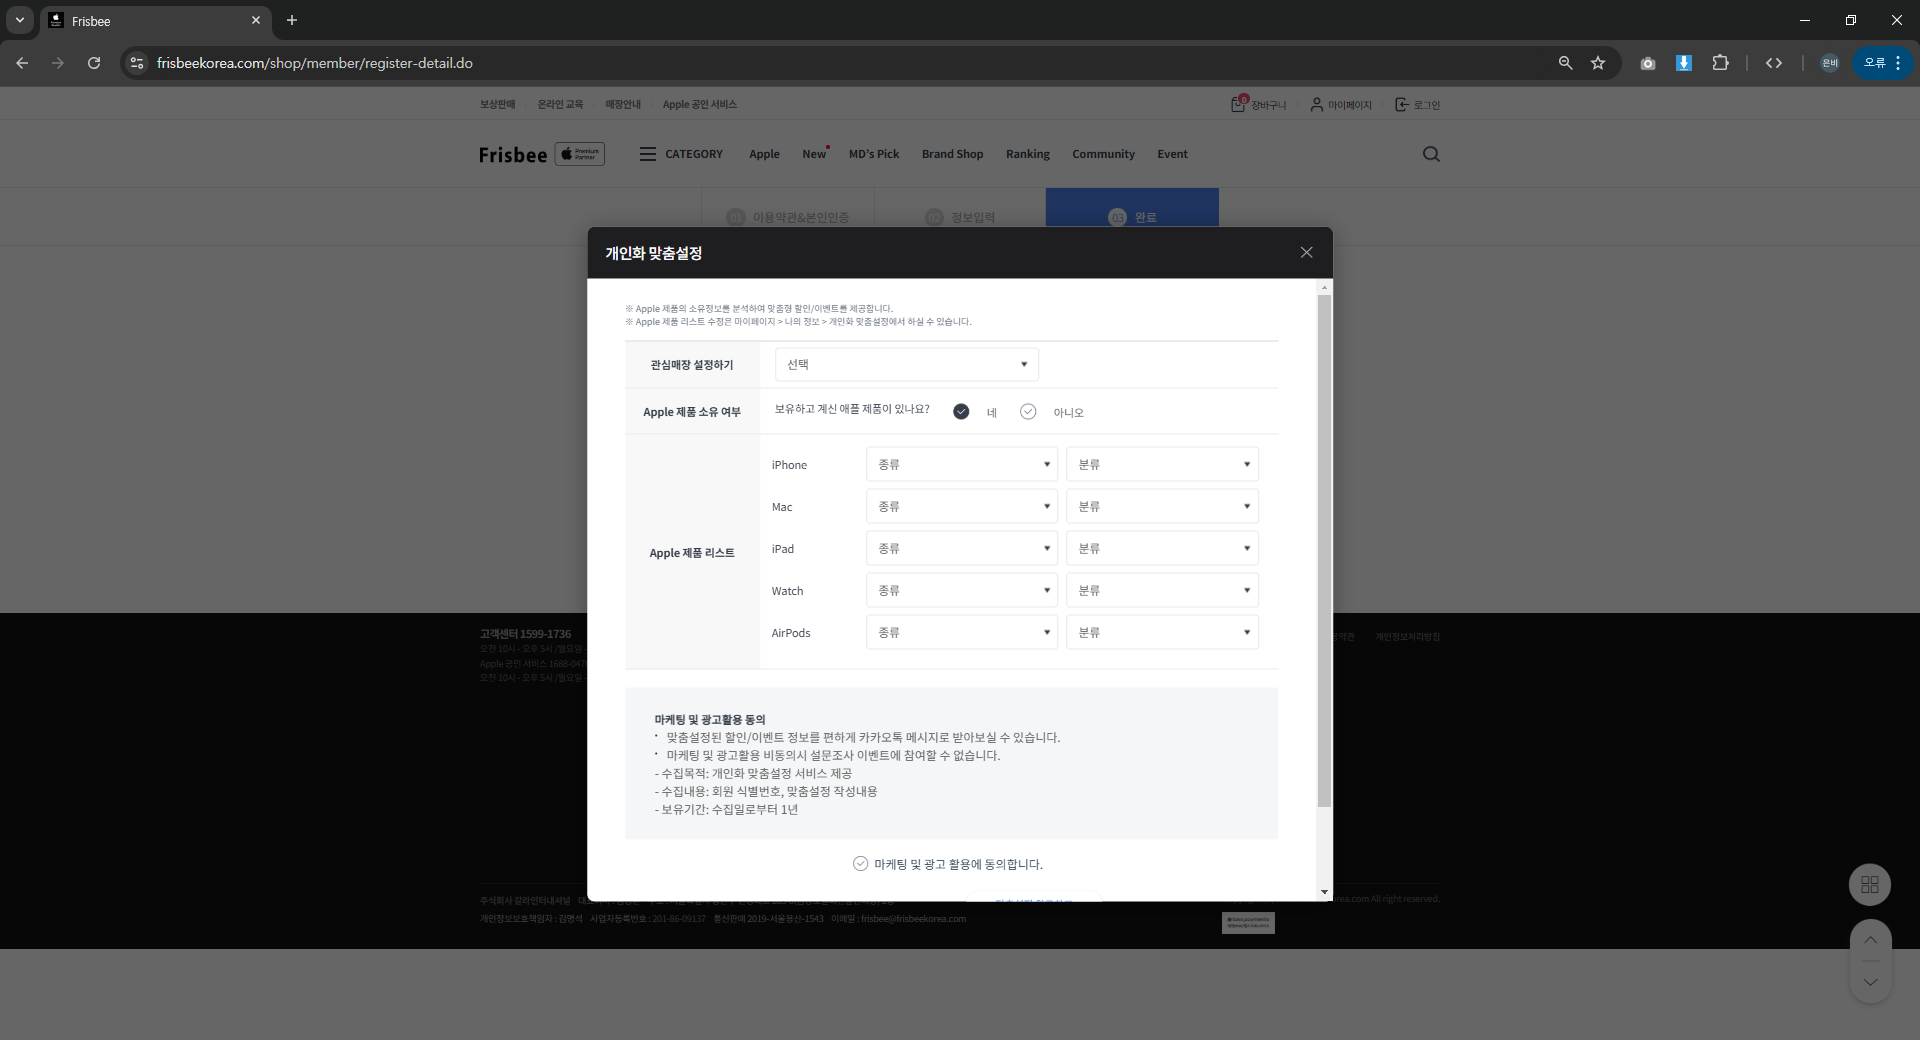 Frisbee
frisbeekorea.com/shop/member/register-detail.do
은비
오류
보상판매 온라인 교육 매장안내 Apple 공인 서비스
0 장바구니 마이페이지 로그인
Frisbee Premium Partner
CATEGORY Apple New MD's Pick Brand Shop Ranking Community Event
01 이용약관&본인인증 02 정보입력 03 완료
개인화 맞춤설정
※ Apple 제품의 소유정보를 분석하여 맞춤형 할인/이벤트를 제공합니다.
※ Apple 제품 리스트 수정은 마이페이지 > 나의 정보 > 개인화 맞춤설정에서 하실 수 있습니다.
관심매장 설정하기 선택
Apple 제품 소유 여부 보유하고 계신 애플 제품이 있나요? 네 아니오
Apple 제품 리스트
iPhone 종류 분류
Mac 종류 분류
iPad 종류 분류
Watch 종류 분류
AirPods 종류 분류
마케팅 및 광고활용 동의
· 맞춤설정된 할인/이벤트 정보를 편하게 카카오톡 메시지로 받아보실 수 있습니다.
· 마케팅 및 광고활용 비동의시 설문조사 이벤트에 참여할 수 없습니다.
- 수집목적: 개인화 맞춤설정 서비스 제공
- 수집내용: 회원 식별번호, 맞춤설정 작성내용
- 보유기간: 수집일로부터 1년
마케팅 및 광고 활용에 동의합니다.
고객센터 1599-1736
오전 10시 - 오후 5시 /월요일 -
Apple 공인 서비스 1688-047
오전 10시 - 오후 5시 /월요일 -
개인정보처리방침
주식회사 갈라인터내셔널
rea.com All right reserved.
개인정보보호책임자 : 김명석 사업자등록번호 : 201-86-09137 통신판매 2019-서울용산-1543 이메일 : frisbee@frisbeekorea.com